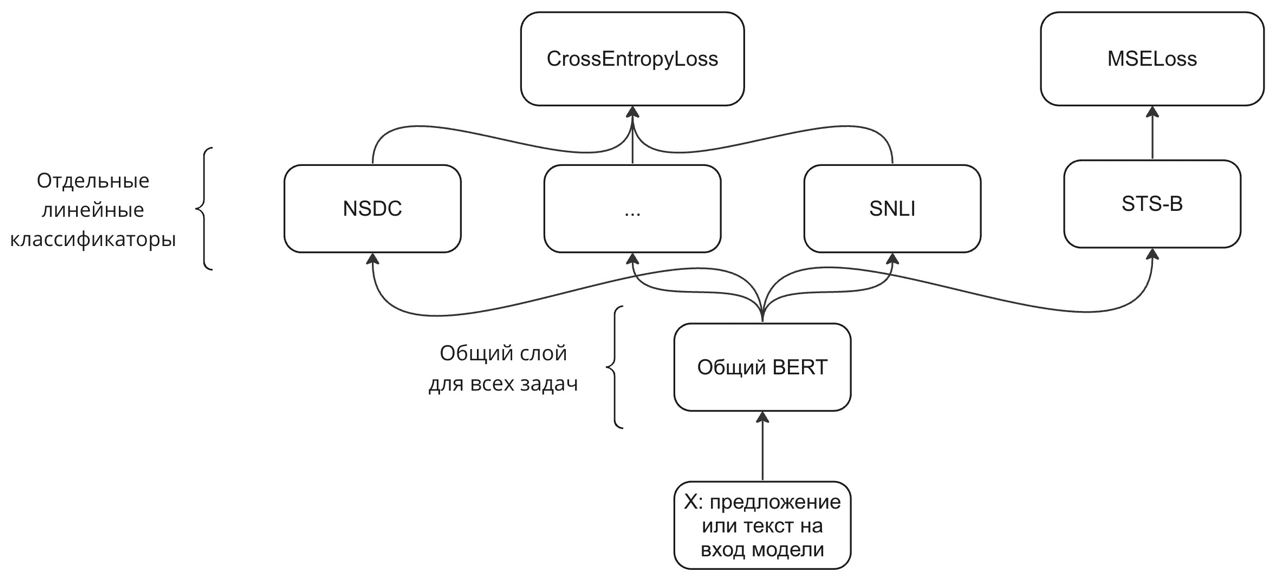 CrossEntropyLoss
MSELoss
Отдельные
линейные
классификаторы
NSDC
...
SNLI
STS-B
Общий слой
для всех задач
Общий BERT
X: предложение
или текст на
вход модели